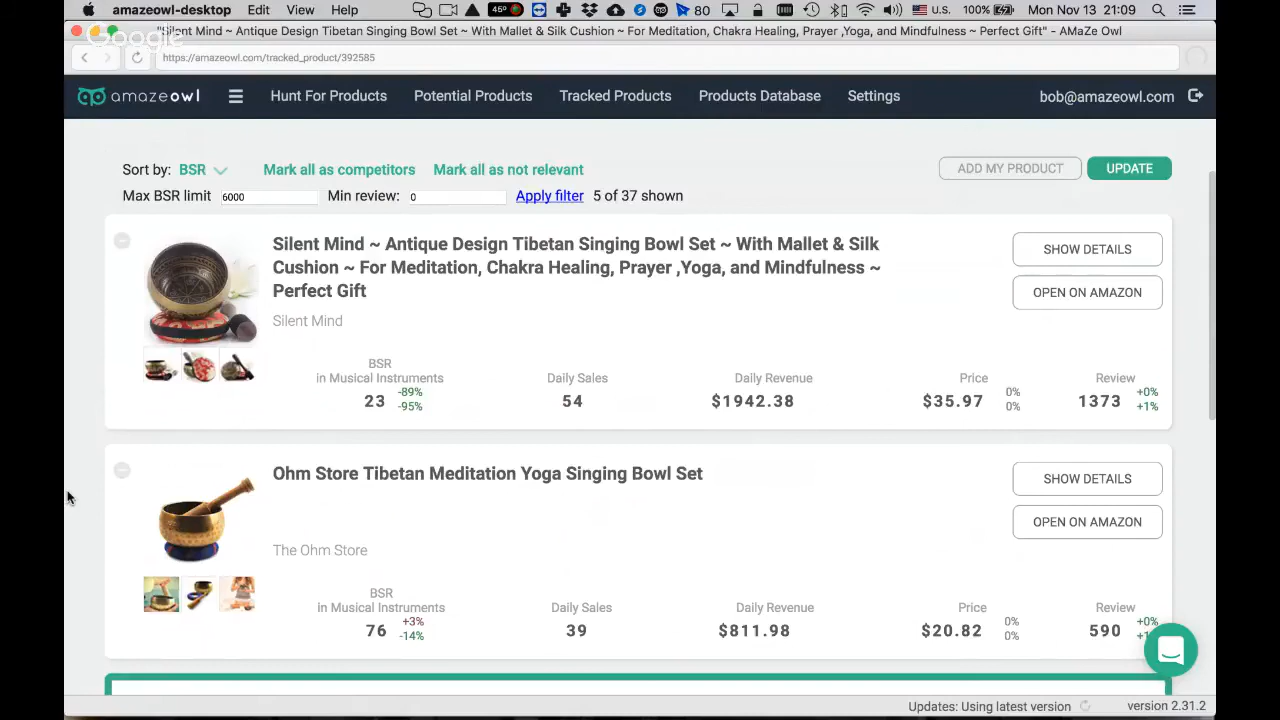 amazeowl-desktop Edit View Help 45° 80 U.S. 100% Mon Nov 13 21:09
"Silent Mind ~ Antique Design Tibetan Singing Bowl Set ~ With Mallet & Silk Cushion ~ For Meditation, Chakra Healing, Prayer ,Yoga, and Mindfulness ~ Perfect Gift" - AMaZe Owl
Google
https://amazeowl.com/tracked_product/392585
amazeowl Hunt For Products Potential Products Tracked Products Products Database Settings bob@amazeowl.com
Sort by: BSR Mark all as competitors Mark all as not relevant ADD MY PRODUCT UPDATE
Max BSR limit 6000 Min review: 0 Apply filter 5 of 37 shown
Silent Mind ~ Antique Design Tibetan Singing Bowl Set ~ With Mallet & Silk
Cushion ~ For Meditation, Chakra Healing, Prayer ,Yoga, and Mindfulness ~
Perfect Gift
SHOW DETAILS
OPEN ON AMAZON
Silent Mind
BSR
in Musical Instruments Daily Sales Daily Revenue Price Review
-89% 0% +0%
23 54 $1942.38 $35.97 1373
-95% 0% +1%
Ohm Store Tibetan Meditation Yoga Singing Bowl Set
SHOW DETAILS
OPEN ON AMAZON
The Ohm Store
BSR
in Musical Instruments Daily Sales Daily Revenue Price Review
+3% 0% +0%
76 39 $811.98 $20.82 590
-14% 0%
Updates: Using latest version version 2.31.2